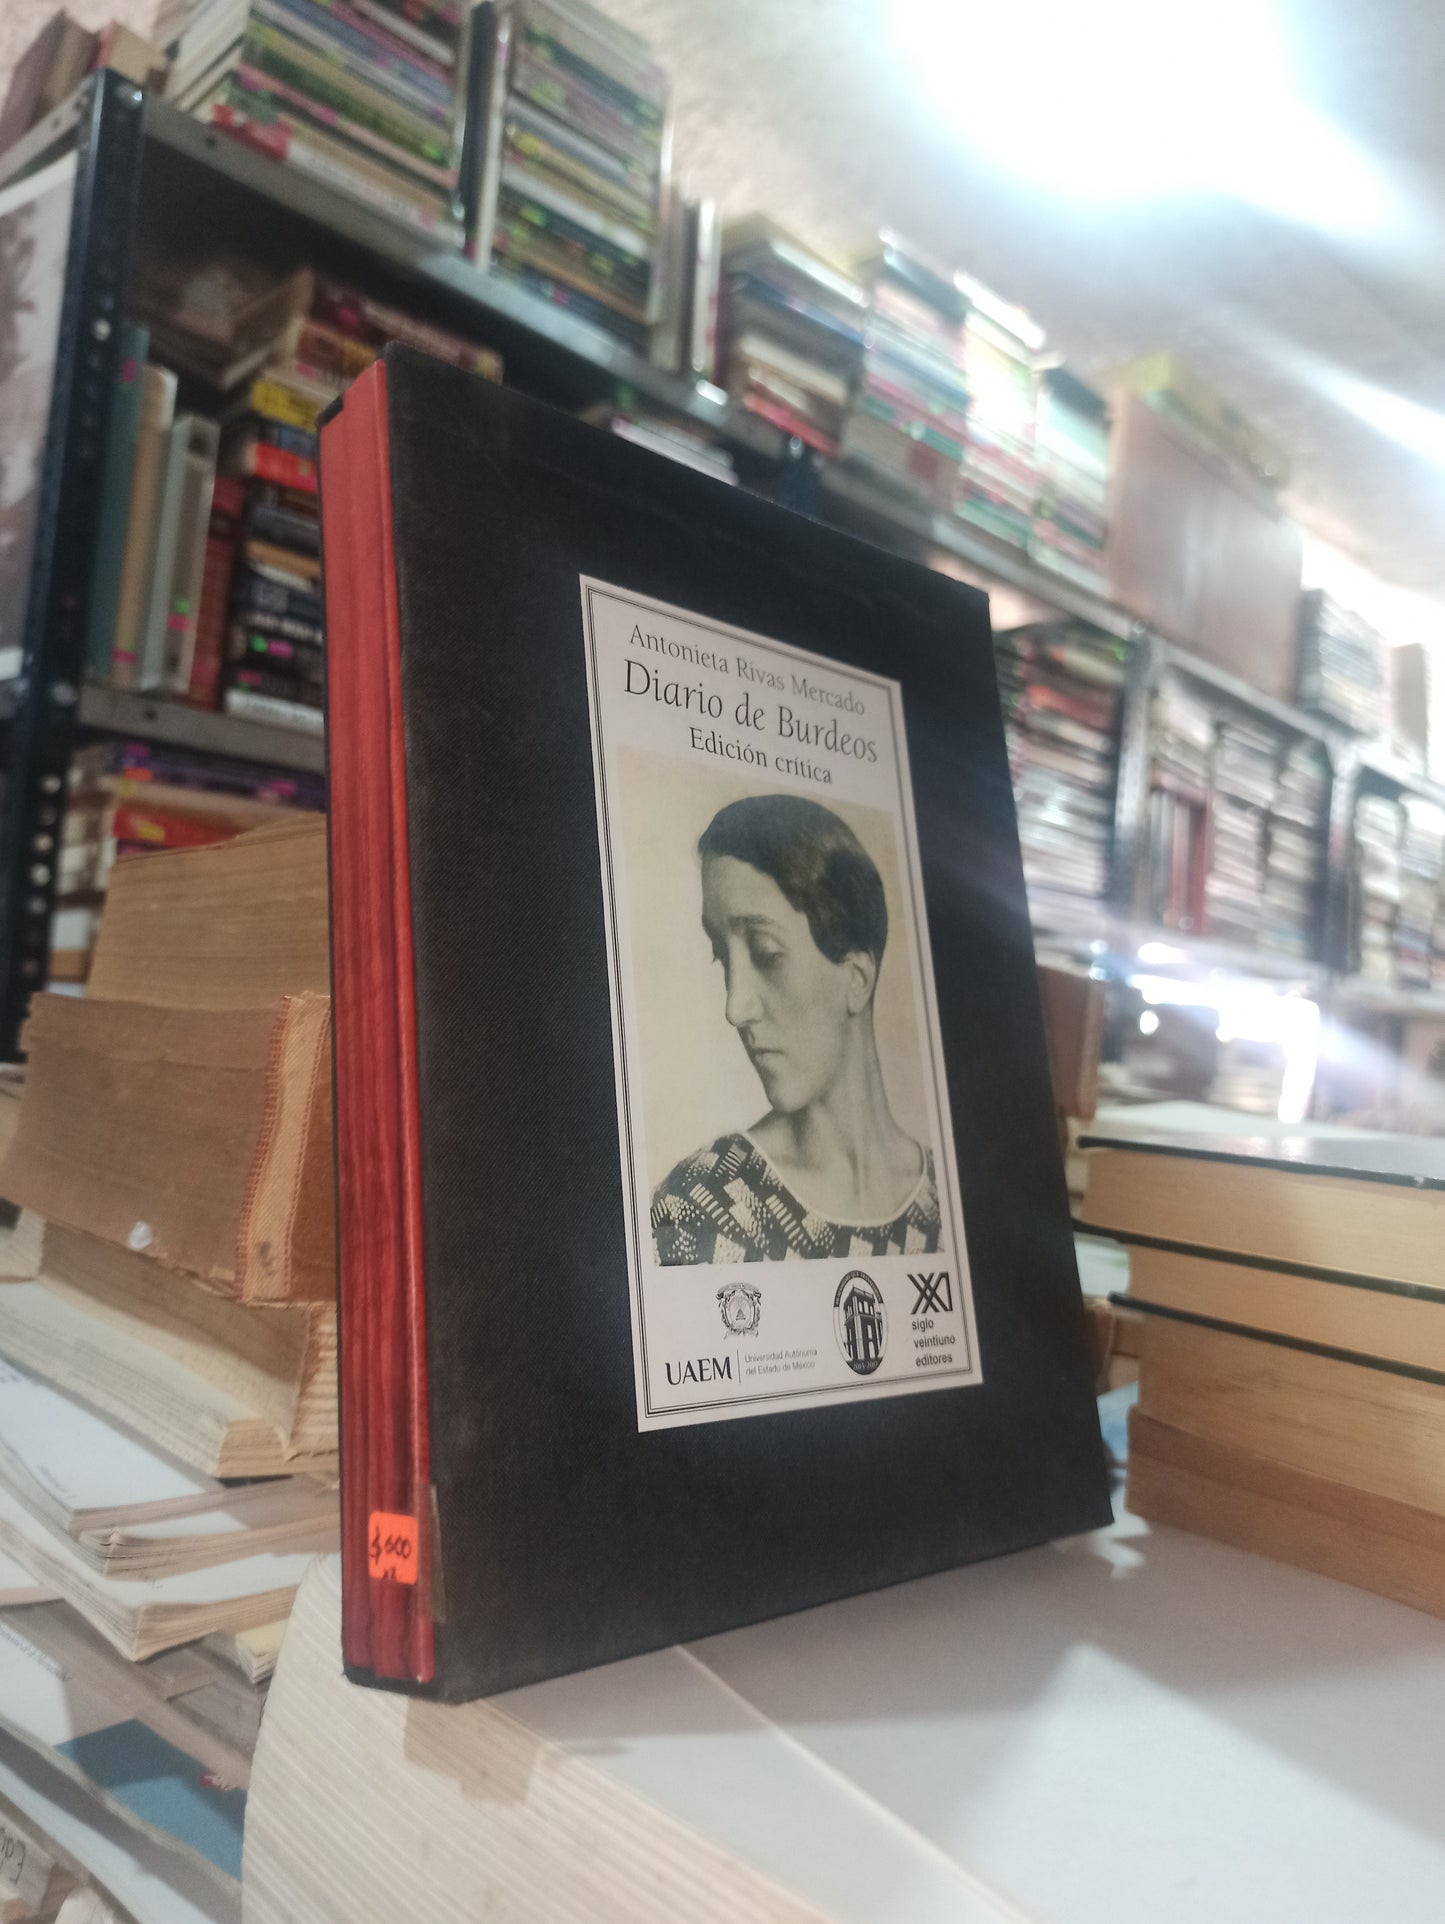 Antonieta Rivas Mercado
Diario de Burdeos
Edición crítica
UAEM
Universidad Autónoma
del Estado de México
siglo
veintiuno
editores
$600